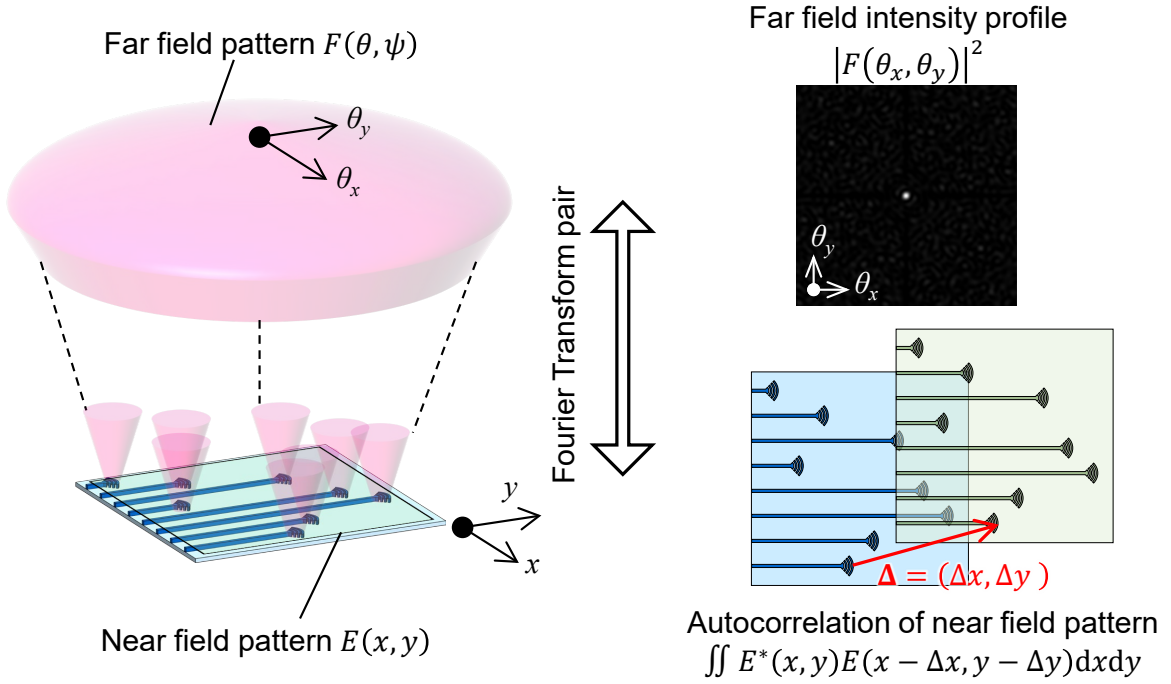 Far field pattern F(θ, ψ)
θy
θx
y
x
Near field pattern E(x, y)
Fourier Transform pair
Far field intensity profile
|F(θx, θy)|²
θy
θx
Δ = (Δx, Δy )
Autocorrelation of near field pattern
∬ E*(x, y)E(x − Δx, y − Δy)dxdy